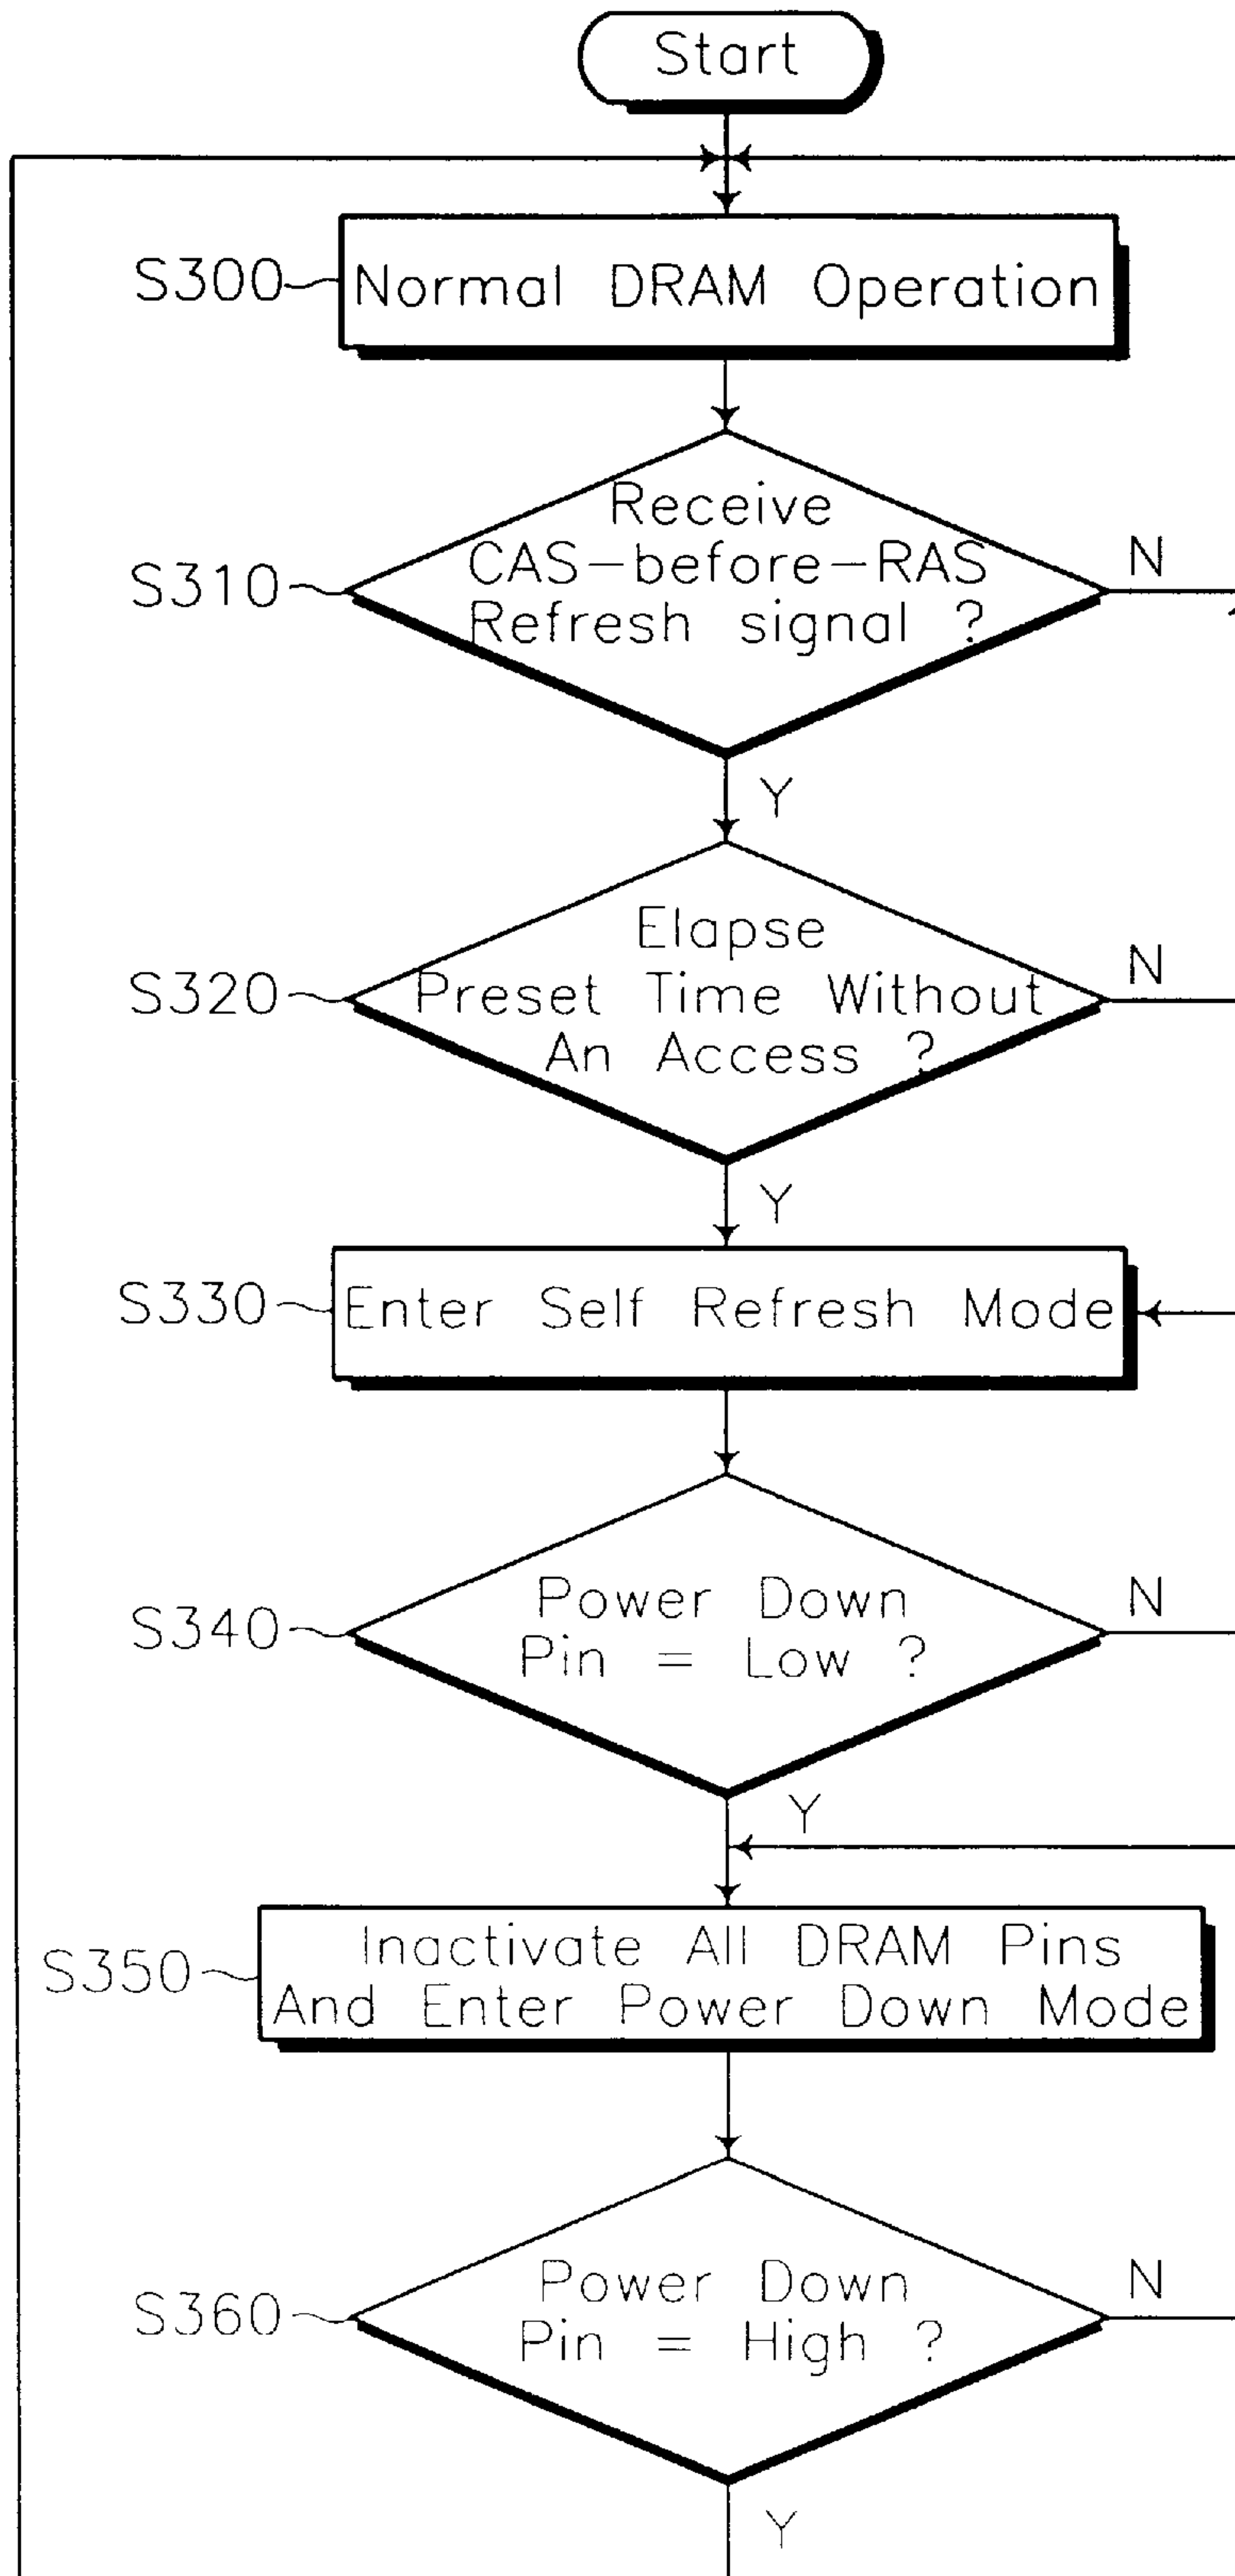 Start
S300
Normal DRAM Operation
S310
Receive
CAS-before-RAS
Refresh signal ?
N
Y
S320
Elapse
Preset Time Without
An Access ?
N
Y
S330
Enter Self Refresh Mode
S340
Power Down
Pin = Low ?
N
Y
S350
Inactivate All DRAM Pins
And Enter Power Down Mode
S360
Power Down
Pin = High ?
N
Y